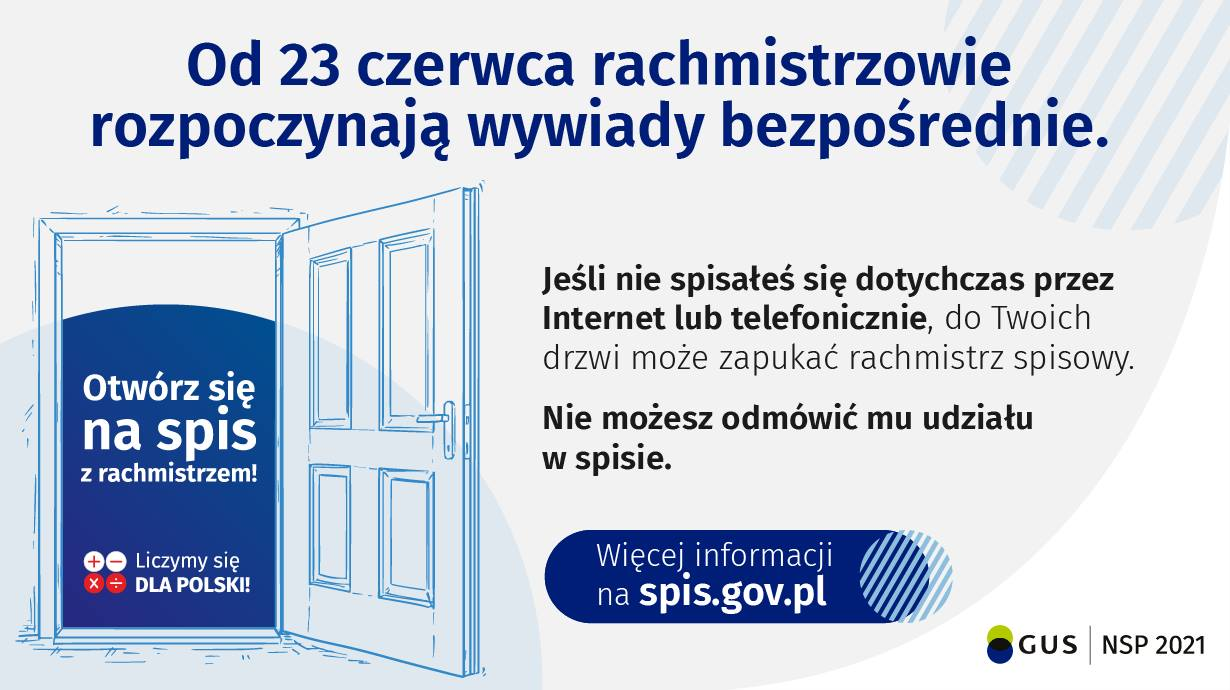 Od 23 czerwca rachmistrzowie
rozpoczynają wywiady bezpośrednie.
Otwórz się
na spis
z rachmistrzem!
Liczymy się
DLA POLSKI!
Jeśli nie spisałeś się dotychczas przez
Internet lub telefonicznie, do Twoich
drzwi może zapukać rachmistrz spisowy.
Nie możesz odmówić mu udziału
w spisie.
Więcej informacji
na spis.gov.pl
GUS | NSP 2021